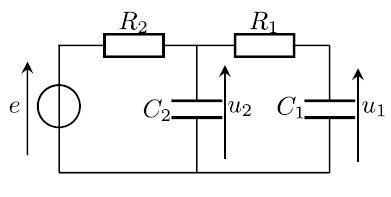 R₂ R₁
e C₂ u₂ C₁ u₁